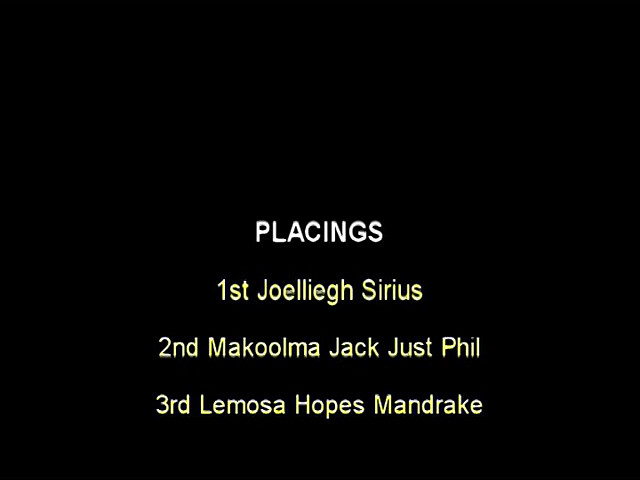 PLACINGS
1st Joelliegh Sirius
2nd Makoolma Jack Just Phil
3rd Lemosa Hopes Mandrake